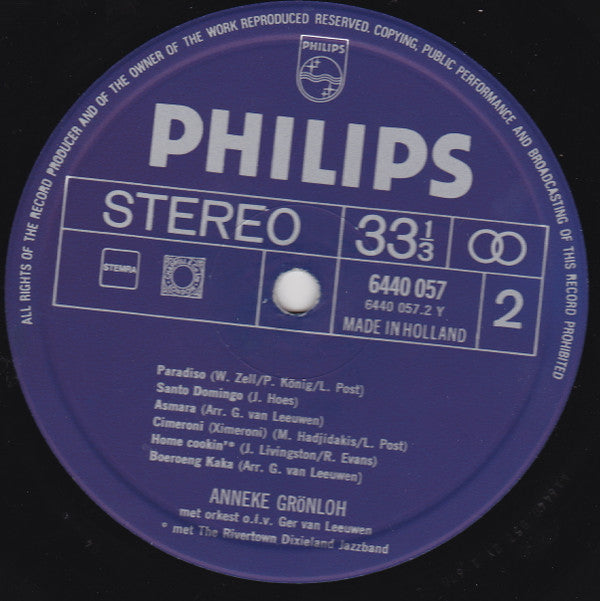 ALL RIGHTS OF THE RECORD PRODUCER AND OF THE OWNER OF THE WORK REPRODUCED RESERVED. COPYING, PUBLIC PERFORMANCE AND BROADCASTING OF THIS RECORD PROHIBITED
PHILIPS
PHILIPS
STEREO 33 1/3
STEMRA
6440 057
6440 057.2 Y
MADE IN HOLLAND
2
Paradiso (W. Zell/P. König/L. Post)
Santo Domingo (J. Hoes)
Asmara (Arr. G. van Leeuwen)
Cimeroni (Ximeroni) (M. Hadjidakis/L. Post)
Home cookin'* (J. Livingston/R. Evans)
Boeroeng Kaka (Arr. G. van Leeuwen)
ANNEKE GRÖNLOH
met orkest o.l.v. Ger van Leeuwen
* met The Rivertown Dixieland Jazzband